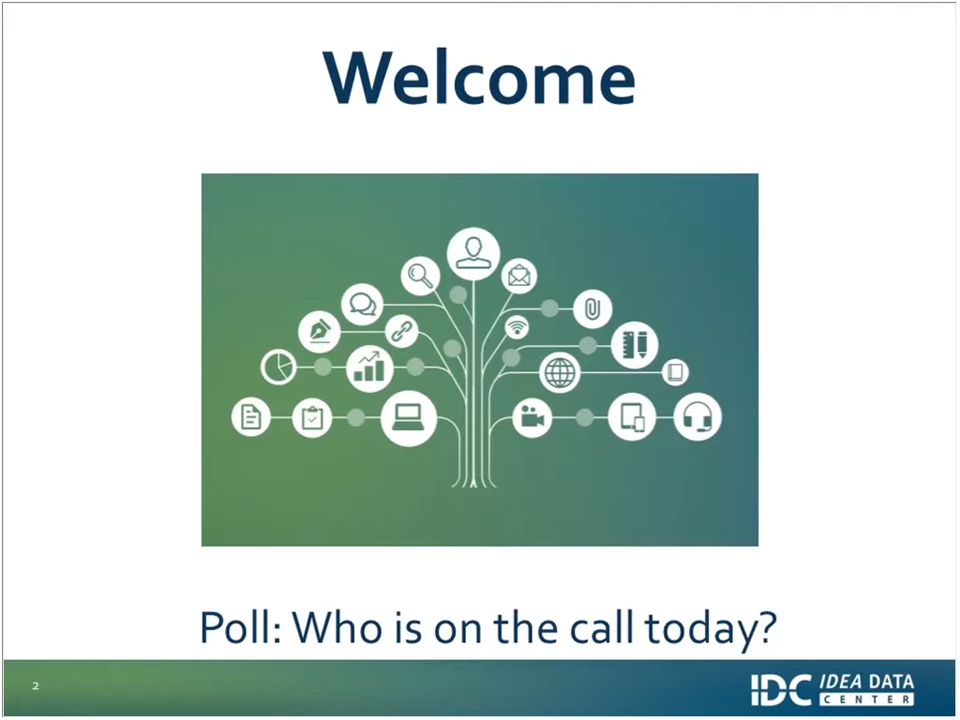 Welcome
Poll: Who is on the call today?
2
IDC IDEA DATA
CENTER